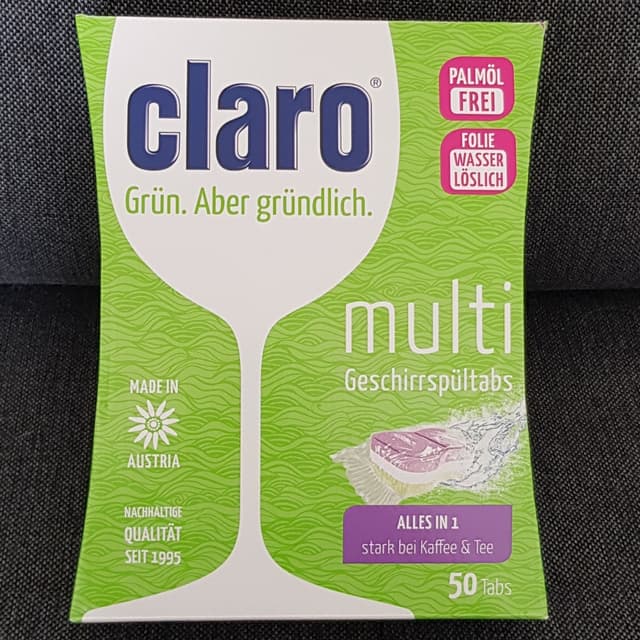 claro®
Grün. Aber gründlich.
PALMÖL
FREI
FOLIE
WASSER
LÖSLICH
multi
Geschirrspültabs
MADE IN
AUSTRIA
NACHHALTIGE
QUALITÄT
SEIT 1995
ALLES IN 1
stark bei Kaffee & Tee
50 Tabs